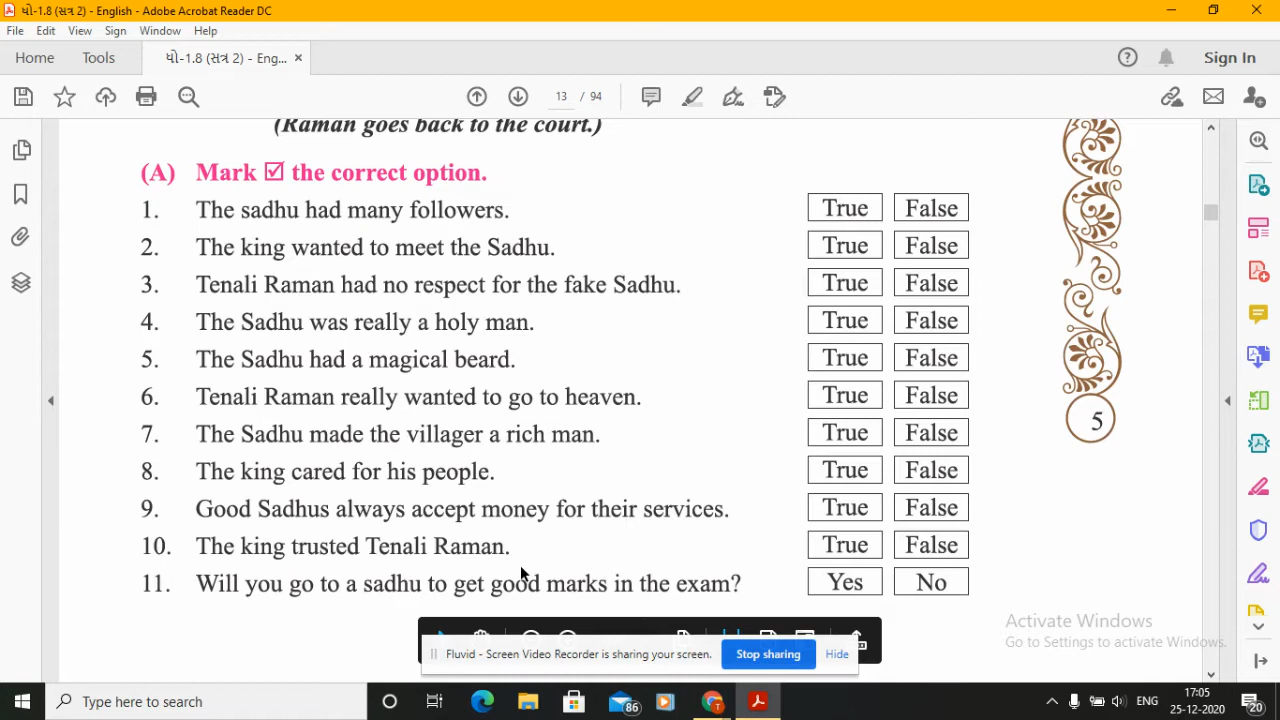 ધો-1.8 (સત્ર 2) - English - Adobe Acrobat Reader DC
File Edit View Sign Window Help
Home Tools ધો-1.8 (સત્ર 2) - Eng... × Sign In
13 / 94
(Raman goes back to the court.)
(A) Mark ☑ the correct option.
1. The sadhu had many followers. True False
2. The king wanted to meet the Sadhu. True False
3. Tenali Raman had no respect for the fake Sadhu. True False
4. The Sadhu was really a holy man. True False
5. The Sadhu had a magical beard. True False
6. Tenali Raman really wanted to go to heaven. True False
7. The Sadhu made the villager a rich man. True False
8. The king cared for his people. True False
9. Good Sadhus always accept money for their services. True False
10. The king trusted Tenali Raman. True False
11. Will you go to a sadhu to get good marks in the exam? Yes No
5
Activate Windows
Go to Settings to activate Windows.
Fluvid - Screen Video Recorder is sharing your screen. Stop sharing Hide
Type here to search
86
T
ENG
17:05
25-12-2020
20